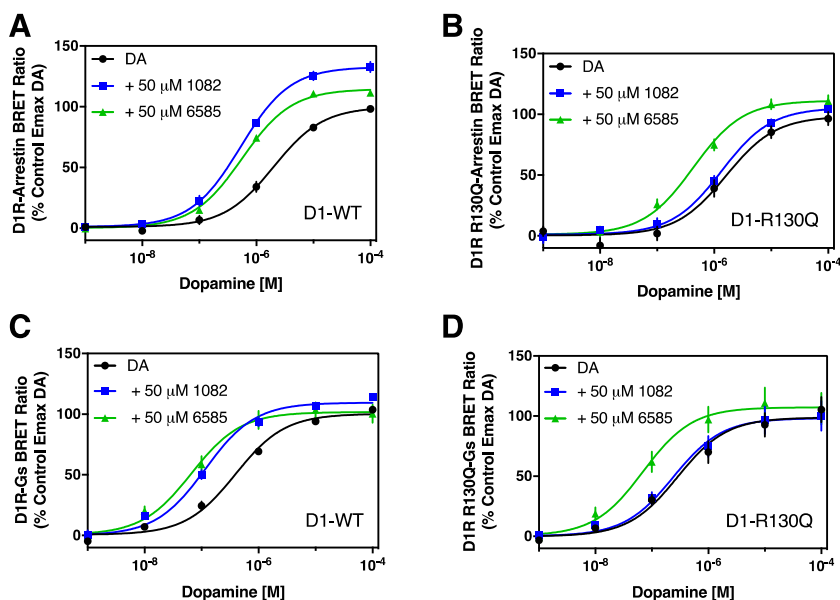 A
D1R-Arrestin BRET Ratio
(% Control Emax DA)
150
100
50
0
DA
+ 50 μM 1082
+ 50 μM 6585
D1-WT
10-8
10-6
10-4
Dopamine [M]
B
D1R R130Q-Arrestin BRET Ratio
(% Control Emax DA)
150
100
50
0
DA
+ 50 μM 1082
+ 50 μM 6585
D1-R130Q
10-8
10-6
10-4
Dopamine [M]
C
D1R-Gs BRET Ratio
(% Control Emax DA)
150
100
50
0
DA
+ 50 μM 1082
+ 50 μM 6585
D1-WT
10-8
10-6
10-4
Dopamine [M]
D
D1R R130Q-Gs BRET Ratio
(% Control Emax DA)
150
100
50
0
DA
+ 50 μM 1082
+ 50 μM 6585
D1-R130Q
10-8
10-6
10-4
Dopamine [M]